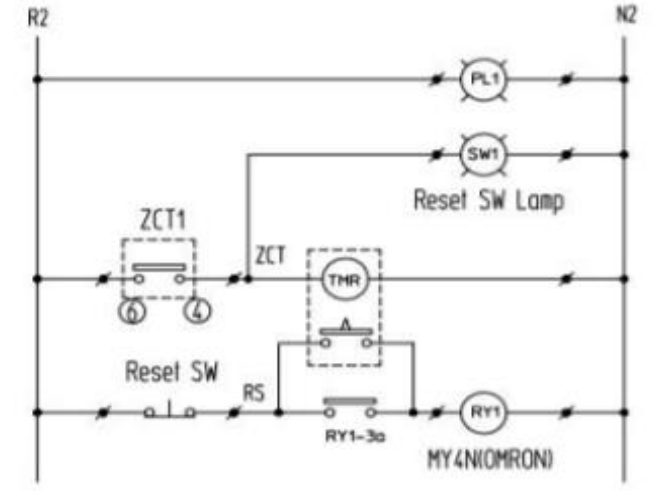 R2 N2
PL1
SW1
Reset SW Lamp
ZCT1
ZCT
TMR
6 4
Reset SW
RS
RY1-3a
RY1
MY4N(OMRON)